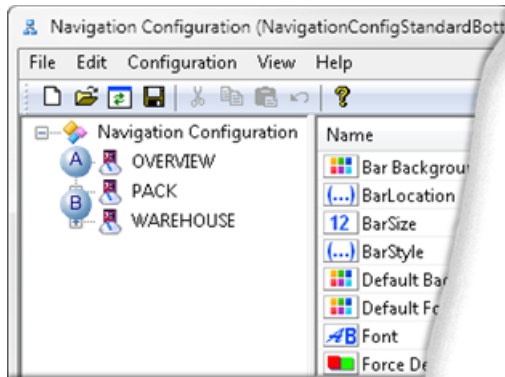 Navigation Configuration (NavigationConfigStandardBott
File Edit Configuration View Help
Navigation Configuration
A OVERVIEW
B PACK
WAREHOUSE
Name
Bar Backgrou
(...) BarLocation
12 BarSize
(...) BarStyle
Default Bac
Default Fo
AB Font
Force De